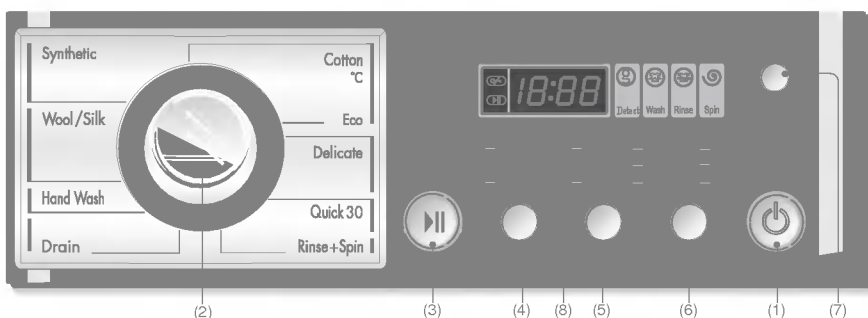 Synthetic
Cotton
°C
Wool/Silk
Eco
Delicate
Hand Wash
Quick 30
Drain
Rinse+Spin
18:88
Detect Wash Rinse Spin
(2) (3) (4) (8) (5) (6) (1) (7)